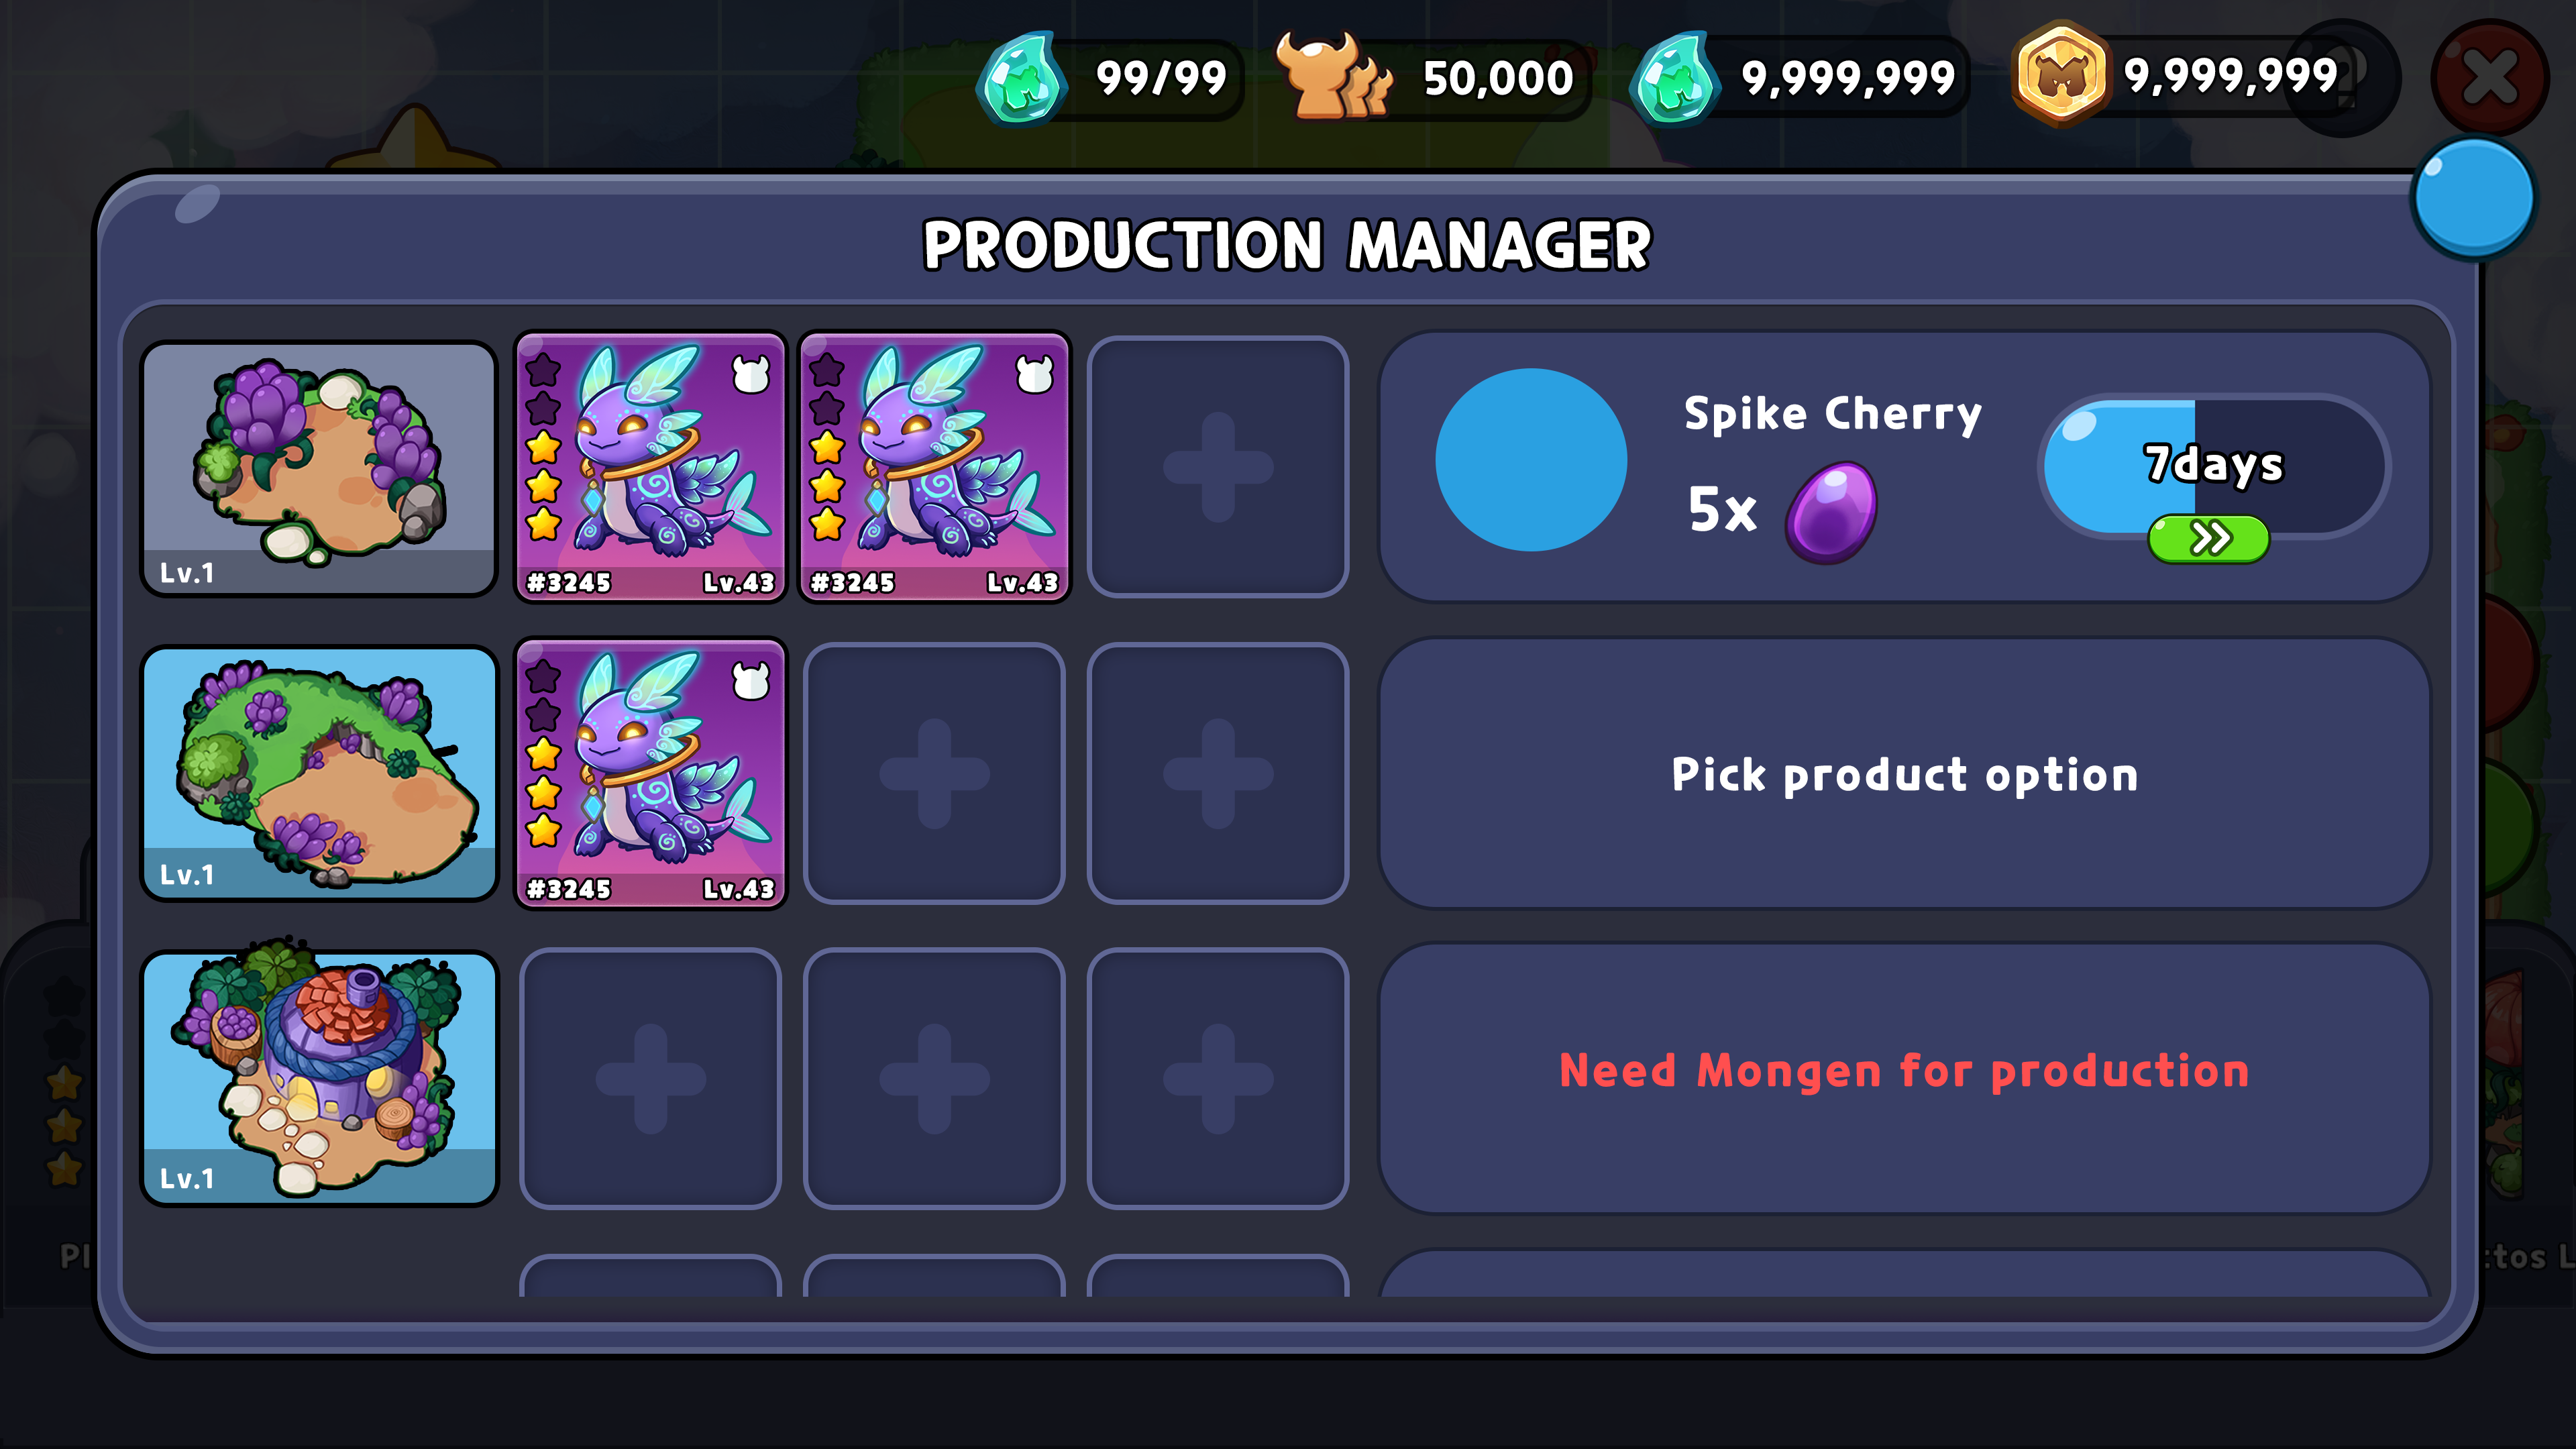 99/99
50,000
9,999,999
9,999,999
?
PRODUCTION MANAGER
Lv.1
#3245 Lv.43
#3245 Lv.43
Spike Cherry
5x
7days
Lv.1
#3245 Lv.43
Pick product option
Lv.1
Need Mongen for production